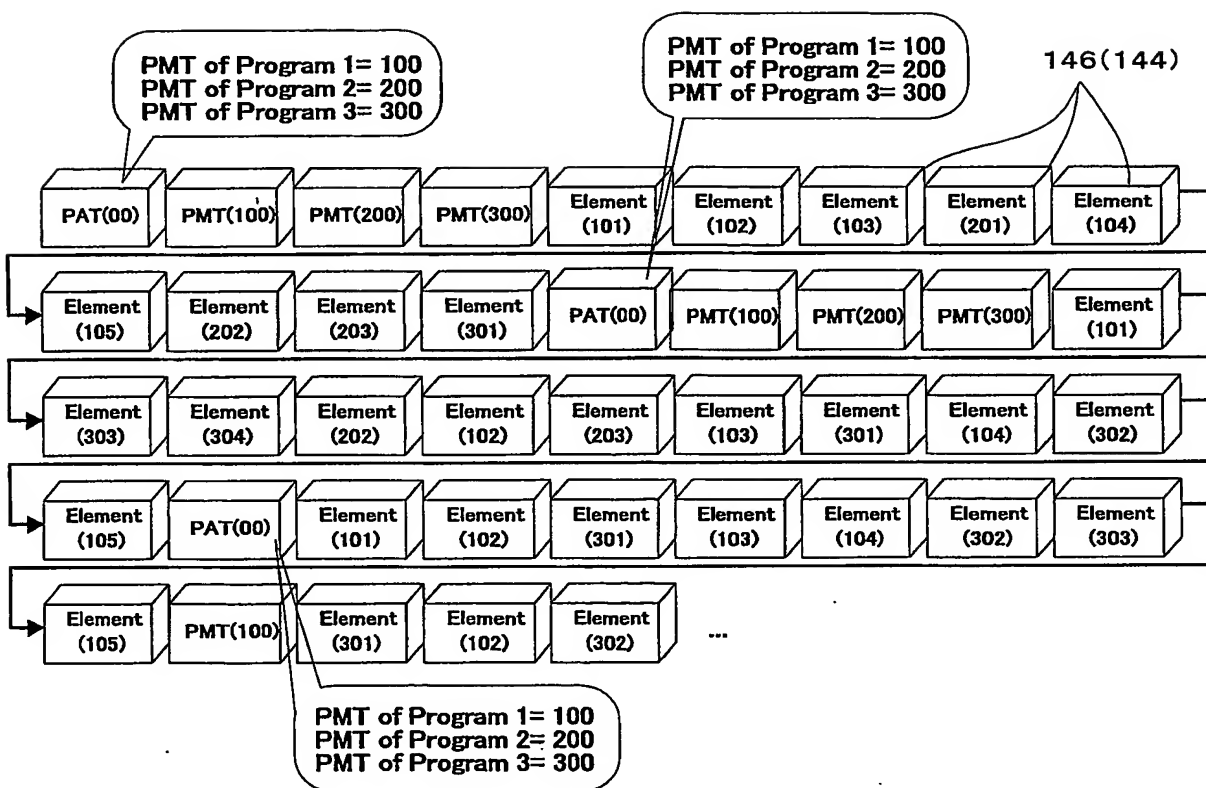 PMT of Program 1= 100
PMT of Program 2= 200
PMT of Program 3= 300
PMT of Program 1= 100
PMT of Program 2= 200
PMT of Program 3= 300
146(144)
PAT(00) PMT(100) PMT(200) PMT(300) Element (101) Element (102) Element (103) Element (201) Element (104)
Element (105) Element (202) Element (203) Element (301) PAT(00) PMT(100) PMT(200) PMT(300) Element (101)
Element (303) Element (304) Element (202) Element (102) Element (203) Element (103) Element (301) Element (104) Element (302)
Element (105) PAT(00) Element (101) Element (102) Element (301) Element (103) Element (104) Element (302) Element (303)
Element (105) PMT(100) Element (301) Element (102) Element (302) ...
PMT of Program 1= 100
PMT of Program 2= 200
PMT of Program 3= 300